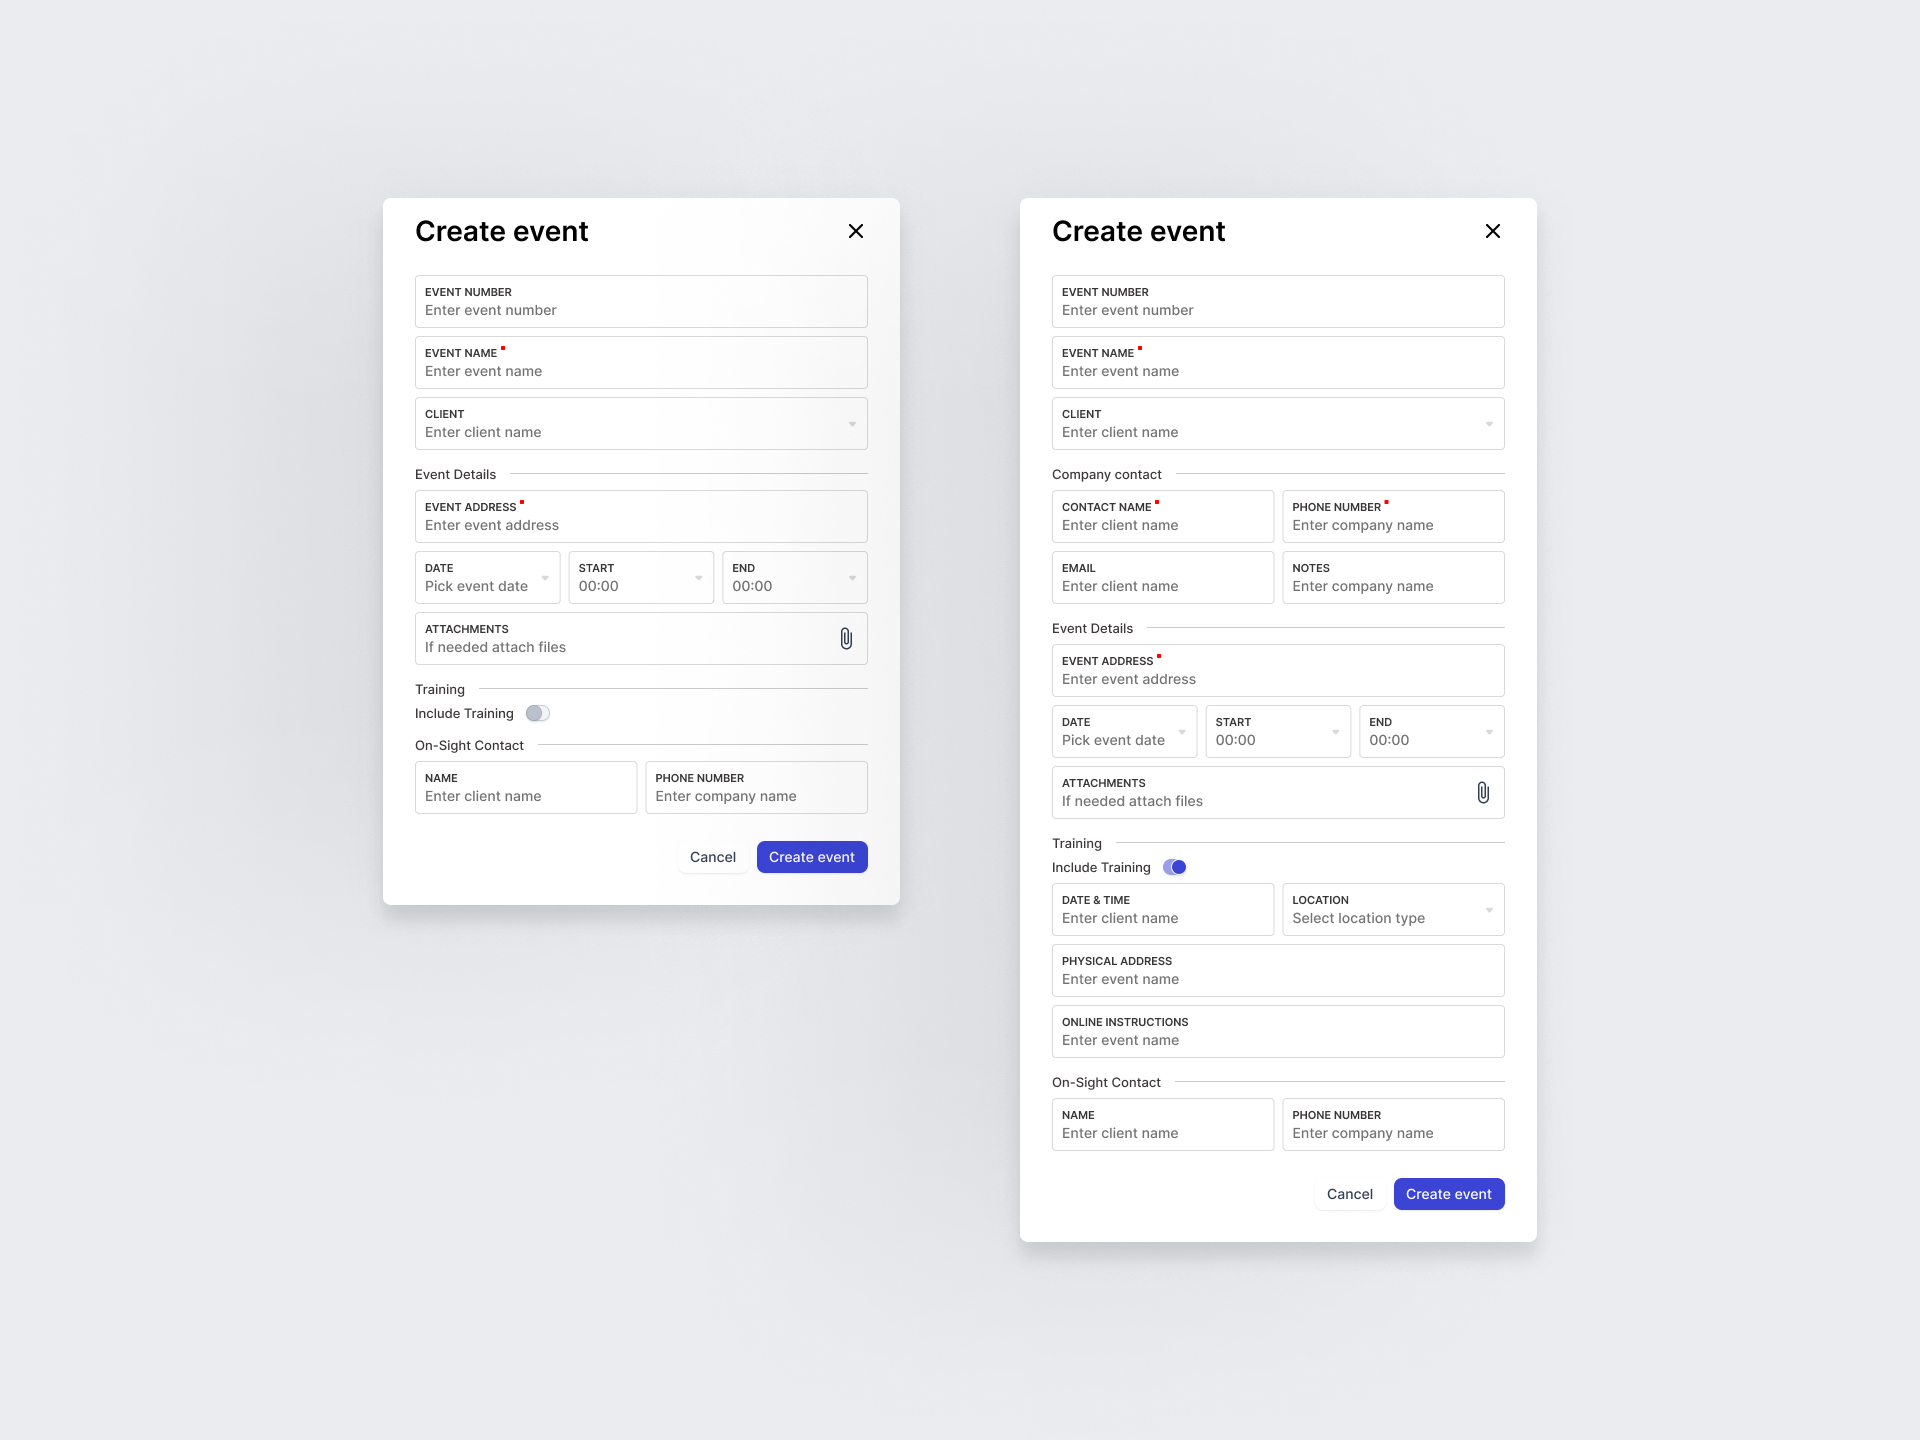 Create event
EVENT NUMBER
Enter event number
EVENT NAME
Enter event name
CLIENT
Enter client name
Event Details
EVENT ADDRESS
Enter event address
DATE START END
Pick event date 00:00 00:00
ATTACHMENTS
If needed attach files
Training
Include Training
On-Sight Contact
NAME PHONE NUMBER
Enter client name Enter company name
Cancel Create event
Create event
EVENT NUMBER
Enter event number
EVENT NAME
Enter event name
CLIENT
Enter client name
Company contact
CONTACT NAME PHONE NUMBER
Enter client name Enter company name
EMAIL NOTES
Enter client name Enter company name
Event Details
EVENT ADDRESS
Enter event address
DATE START END
Pick event date 00:00 00:00
ATTACHMENTS
If needed attach files
Training
Include Training
DATE & TIME LOCATION
Enter client name Select location type
PHYSICAL ADDRESS
Enter event name
ONLINE INSTRUCTIONS
Enter event name
On-Sight Contact
NAME PHONE NUMBER
Enter client name Enter company name
Cancel Create event